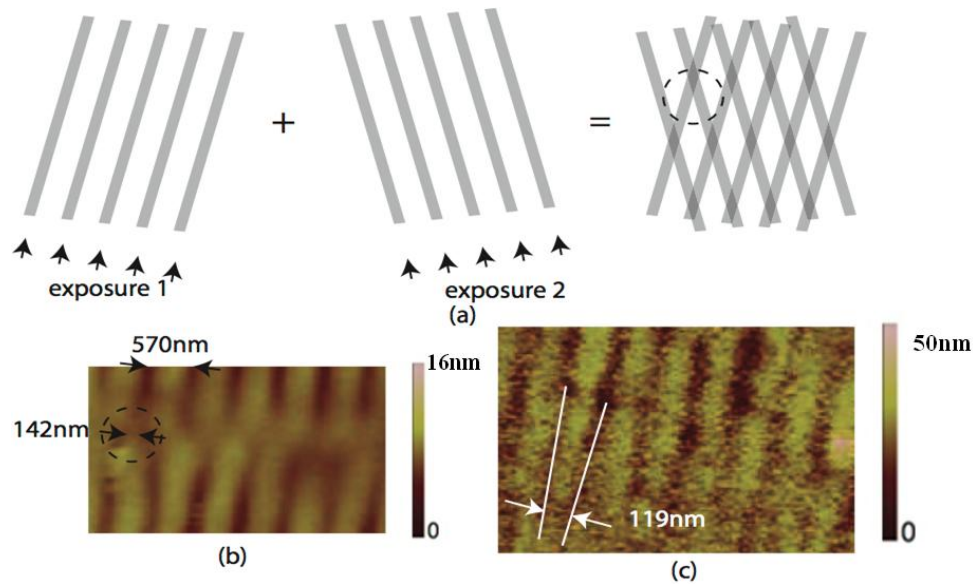 +
=
exposure 1
exposure 2
(a)
570nm
16nm
142nm
0
(b)
50nm
119nm
0
(c)